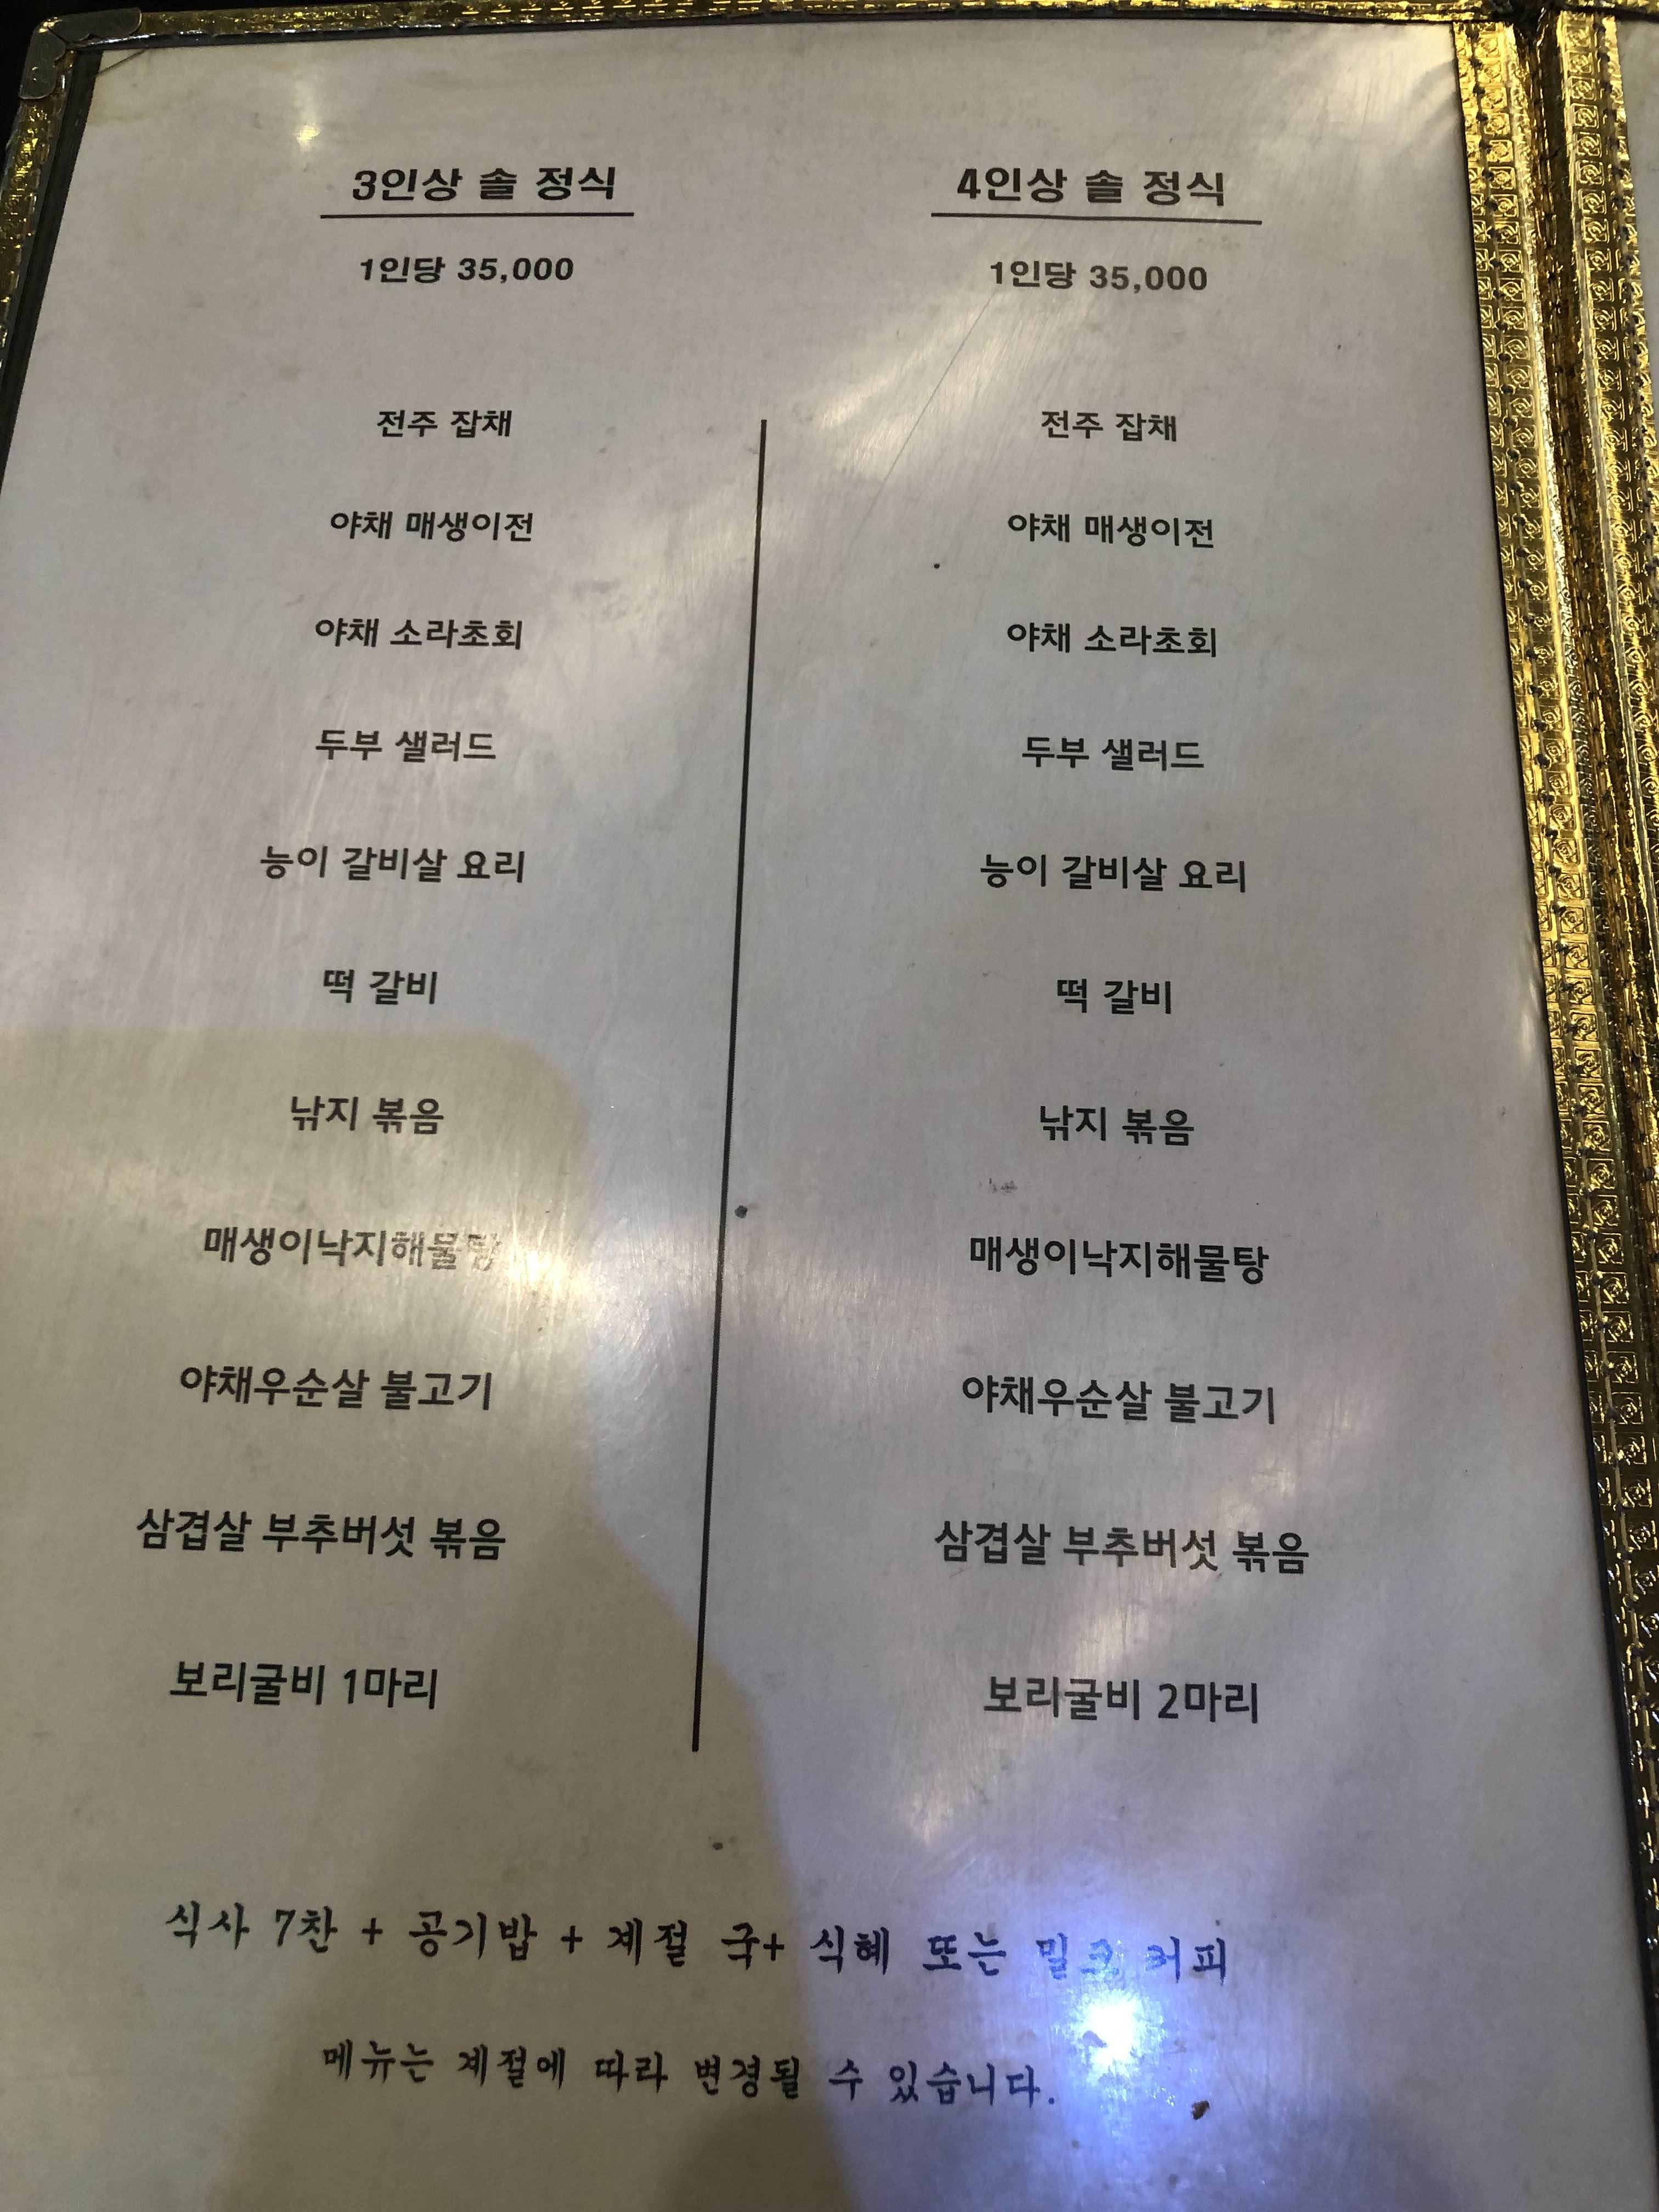 3인상 솔 정식
1인당 35,000
전주 잡채
야채 매생이전
야채 소라초회
두부 샐러드
능이 갈비살 요리
떡 갈비
낚지 볶음
매생이낙지해물탕
야채우순살 불고기
삼겹살 부추버섯 볶음
보리굴비 1마리
4인상 솔 정식
1인당 35,000
전주 잡채
야채 매생이전
야채 소라초회
두부 샐러드
능이 갈비살 요리
떡 갈비
낚지 볶음
매생이낙지해물탕
야채우순살 불고기
삼겹살 부추버섯 볶음
보리굴비 2마리
식사 7찬 + 공기밥 + 계절 국+ 식혜 또는 밀크 커피
메뉴는 계절에 따라 변경될 수 있습니다.